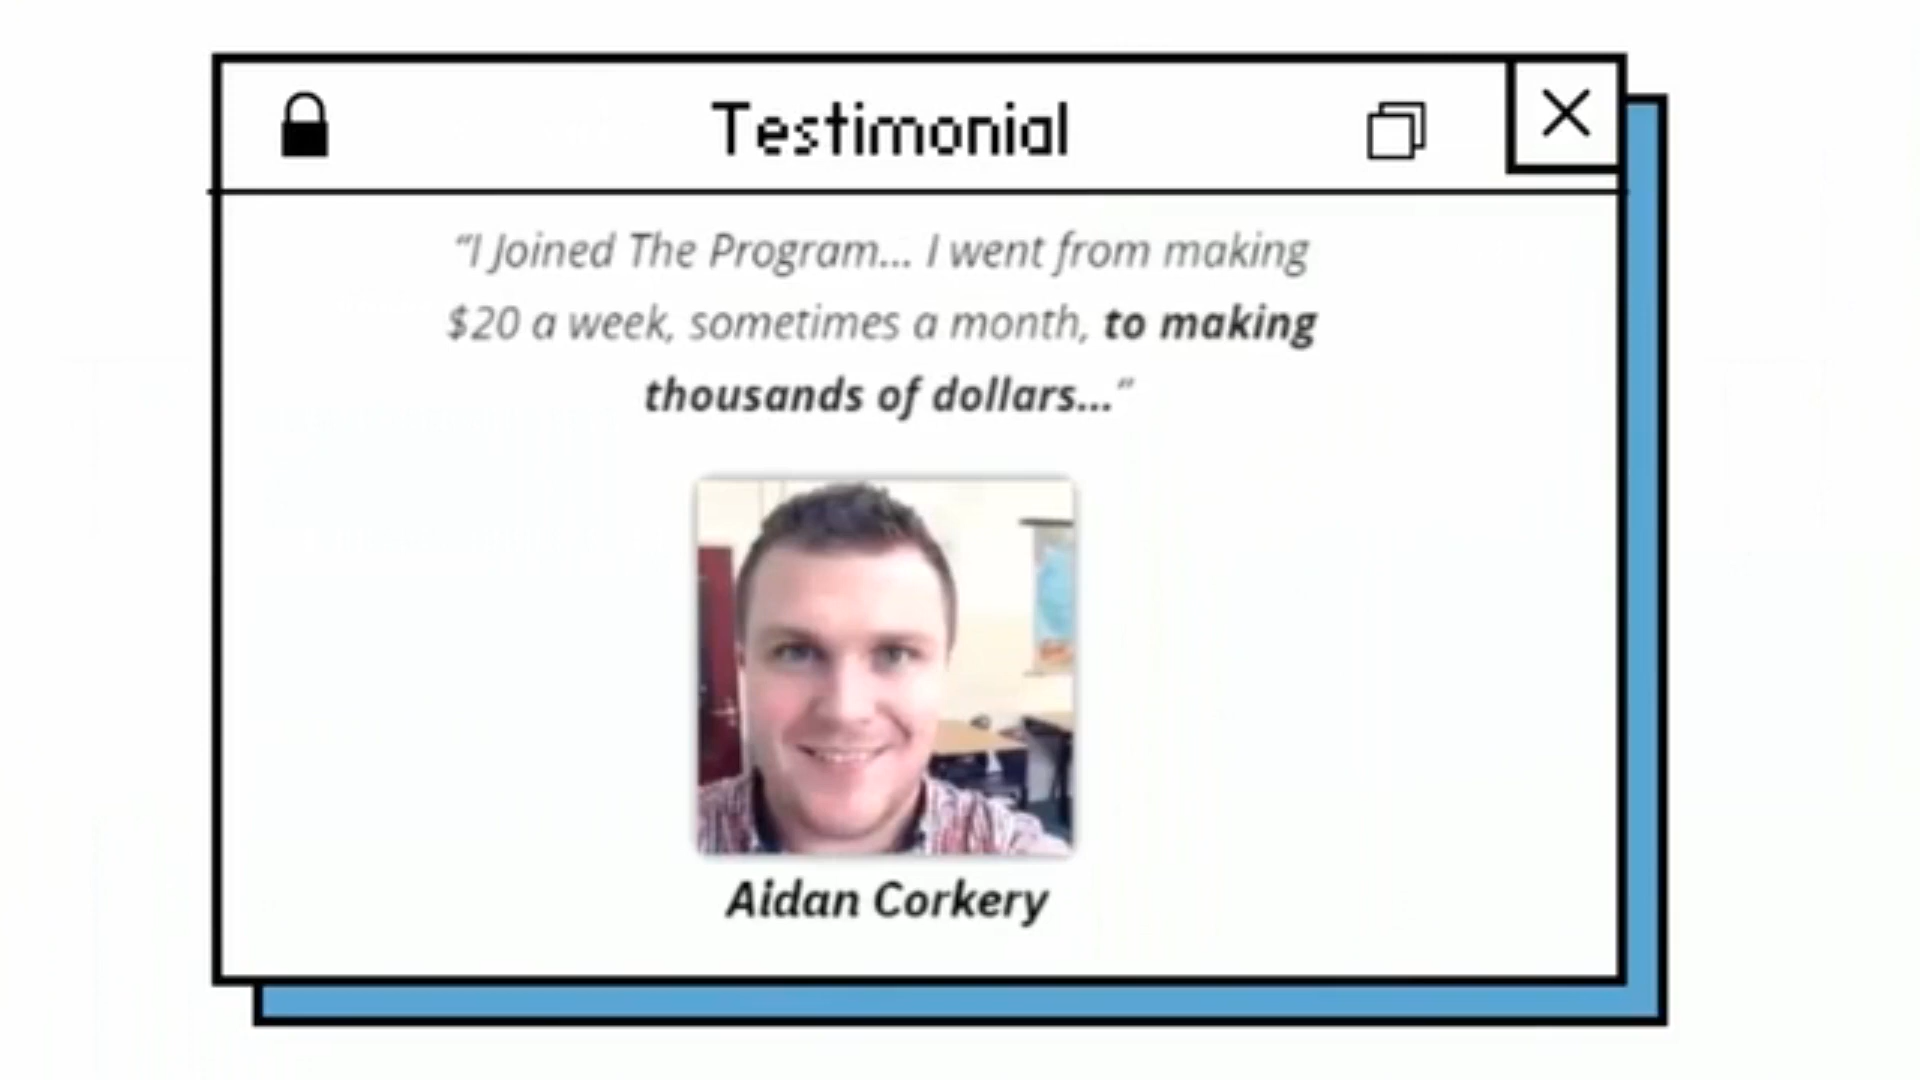 Testimonial
“I Joined The Program... I went from making
$20 a week, sometimes a month, to making
thousands of dollars...”
Aidan Corkery